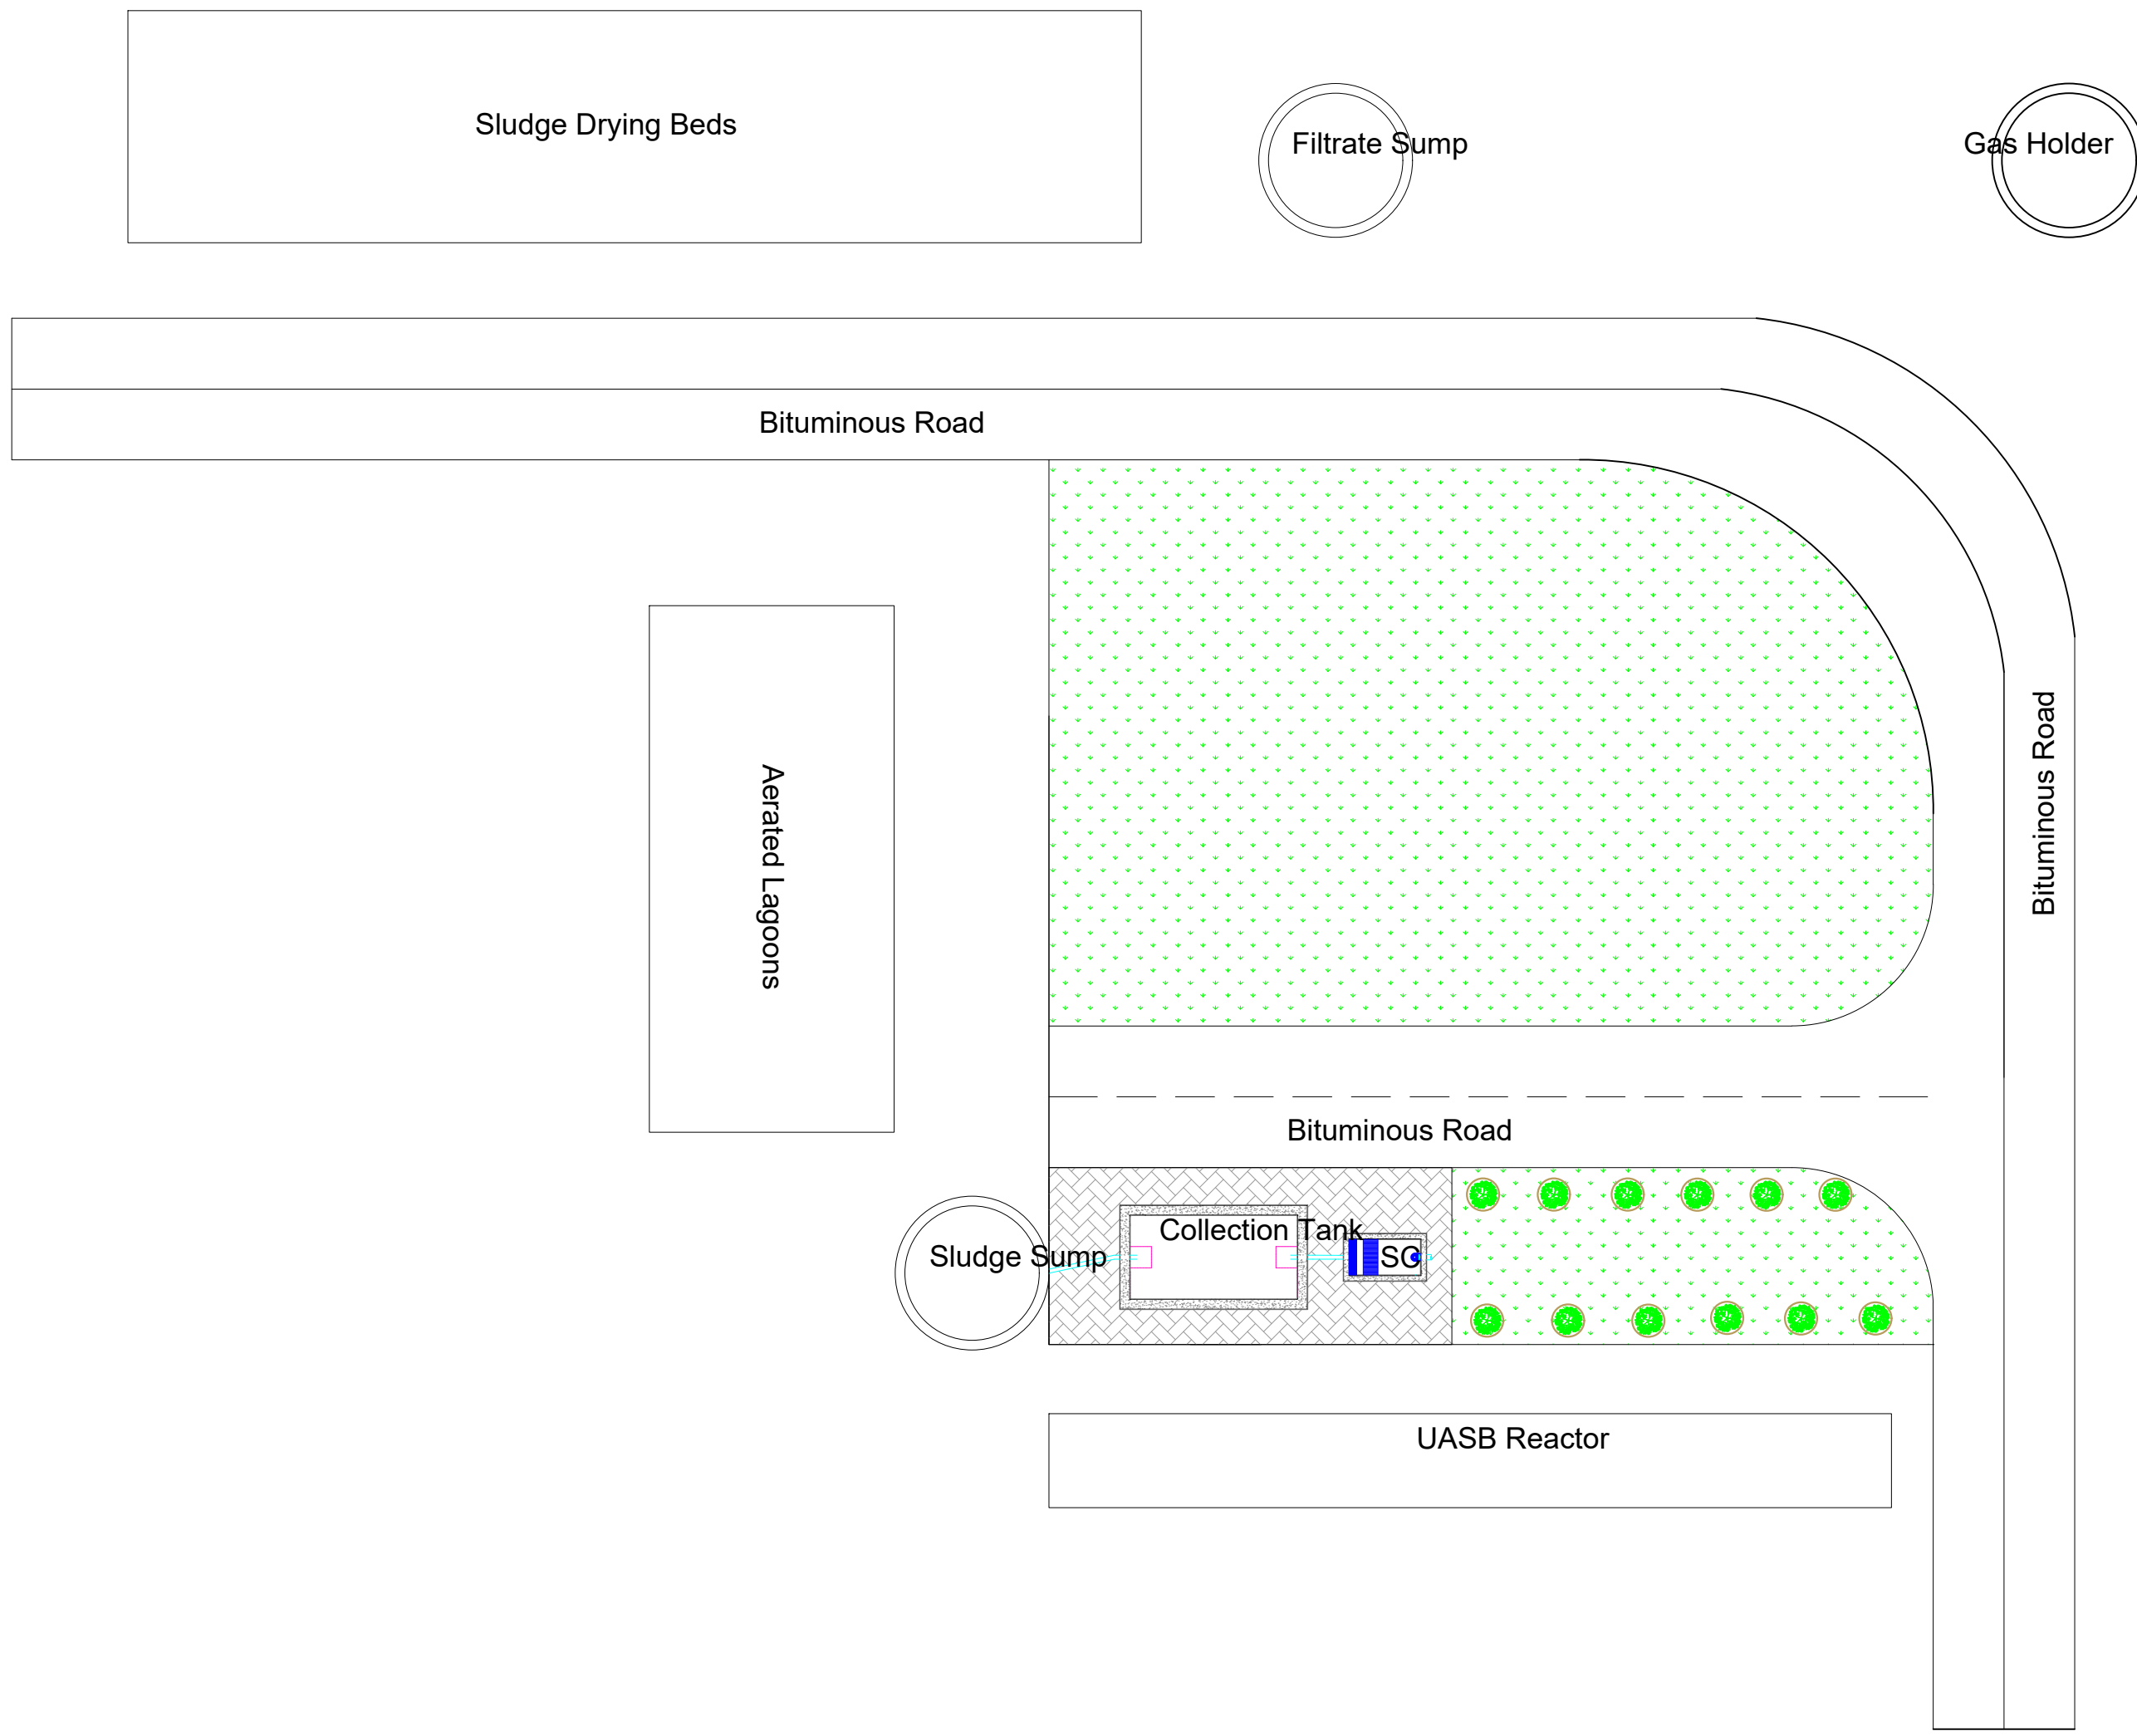 Sludge Drying Beds
Filtrate Sump
Gas Holder
Bituminous Road
Bituminous Road
Aerated Lagoons
Bituminous Road
Collection Tank
Sludge Sump
SC
UASB Reactor